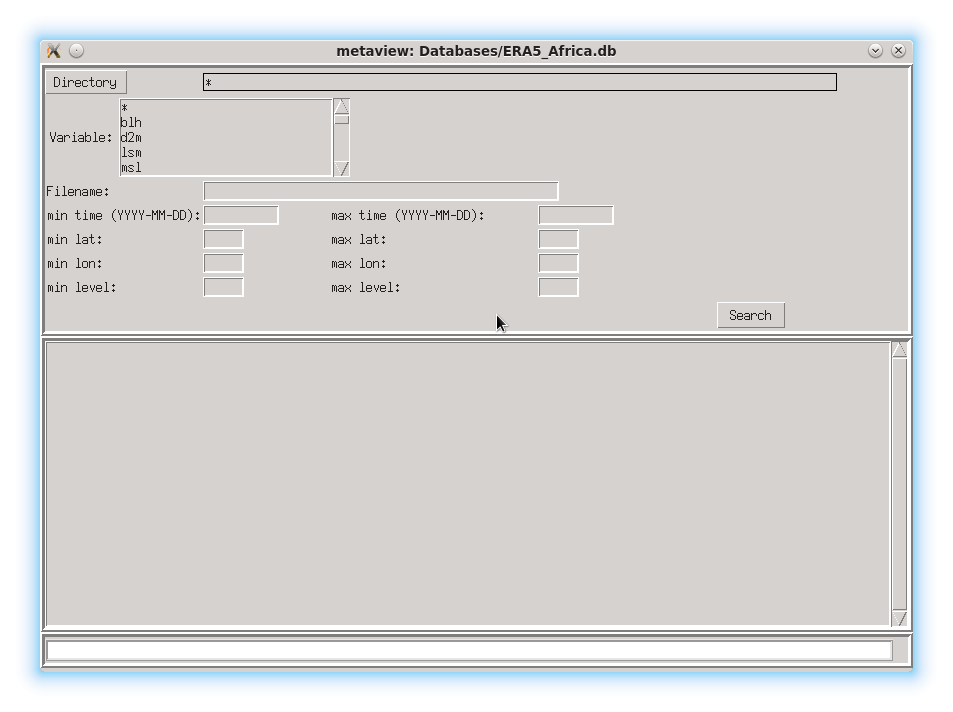 metaview: Databases/ERA5_Africa.db
Directory *
Variable:
*
blh
d2m
lsm
msl
Filename:
min time (YYYY-MM-DD): max time (YYYY-MM-DD):
min lat: max lat:
min lon: max lon:
min level: max level:
Search